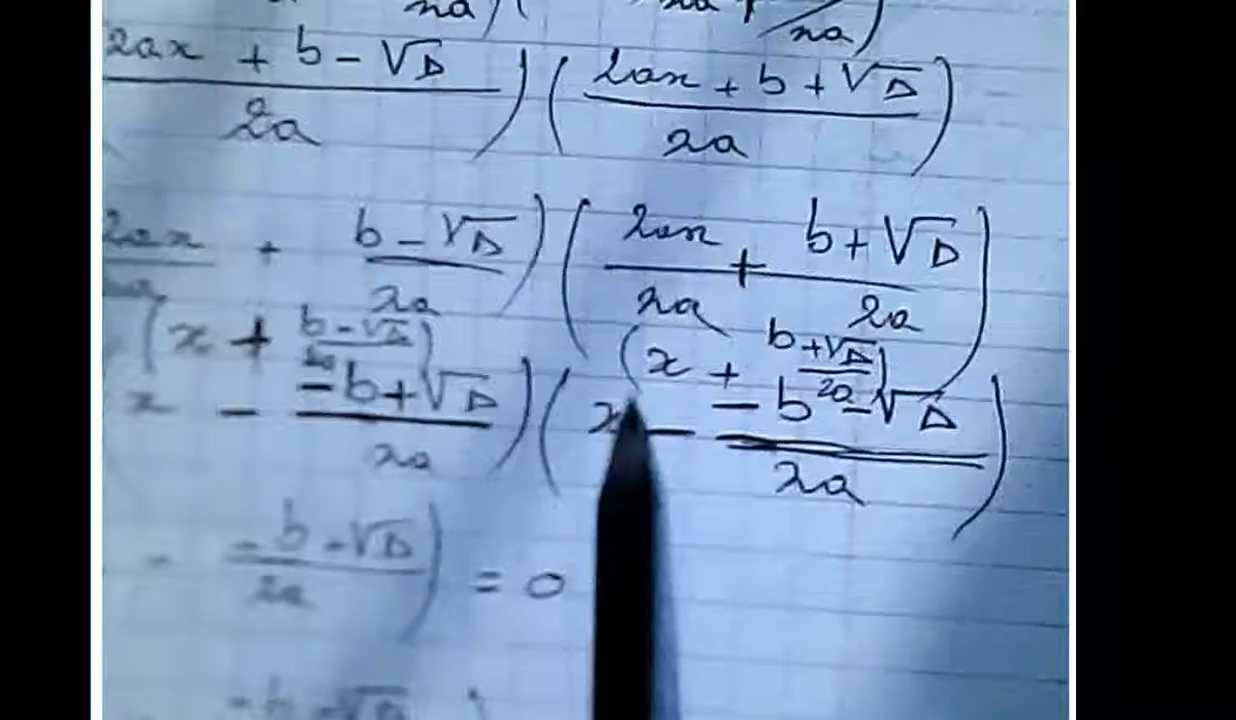 2ax + b - √Δ / 2a ) ( 2ax + b + √Δ / 2a )
2ax / 2a + b - √Δ / 2a ) ( 2ax / 2a + b + √Δ / 2a )
( x + b - √Δ / 2a ) ( x + b + √Δ / 2a )
x - -b + √Δ / 2a ) ( x - -b - √Δ / 2a )
- -b - √Δ / 2a ) = 0